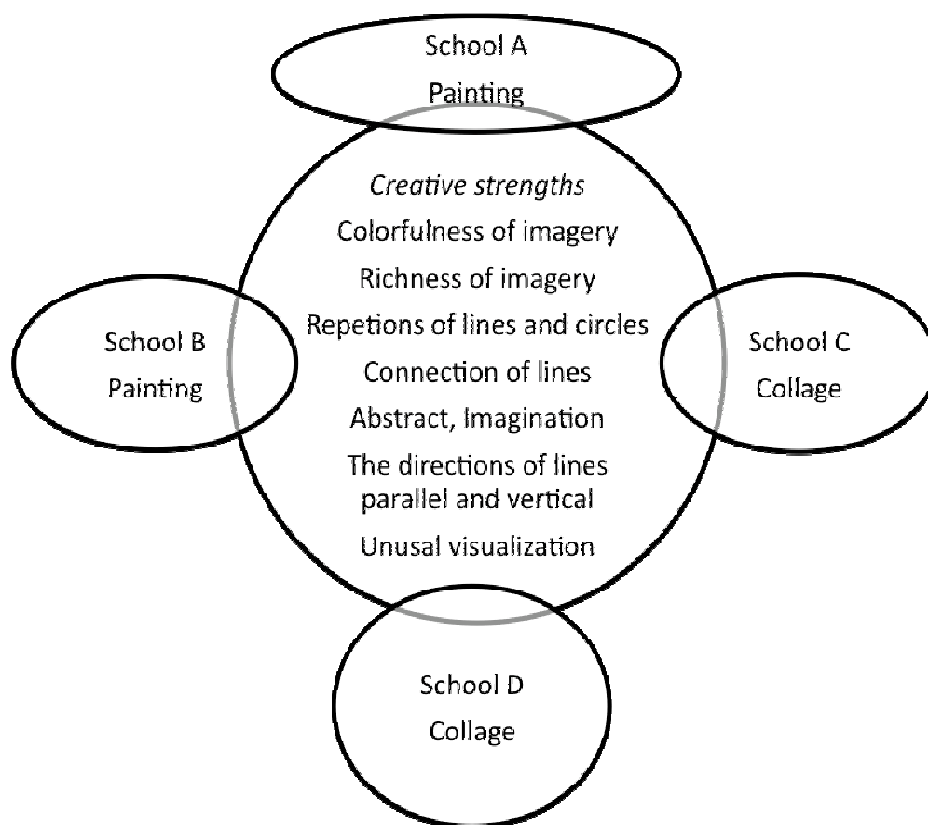 School A
Painting
Creative strengths
Colorfulness of imagery
Richness of imagery
Repetions of lines and circles
School B
Painting
School C
Collage
Connection of lines
Abstract, Imagination
The directions of lines
parallel and vertical
Unusal visualization
School D
Collage